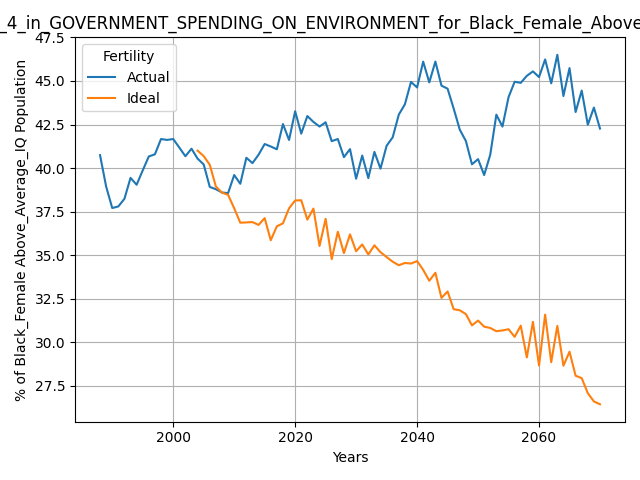 _4_in_GOVERNMENT_SPENDING_ON_ENVIRONMENT_for_Black_Female_Above
47.5
45.0
42.5
40.0
37.5
35.0
32.5
30.0
27.5
% of Black_Female Above_Average_IQ Population
Fertility
Actual
Ideal
2000
2020
2040
2060
Years